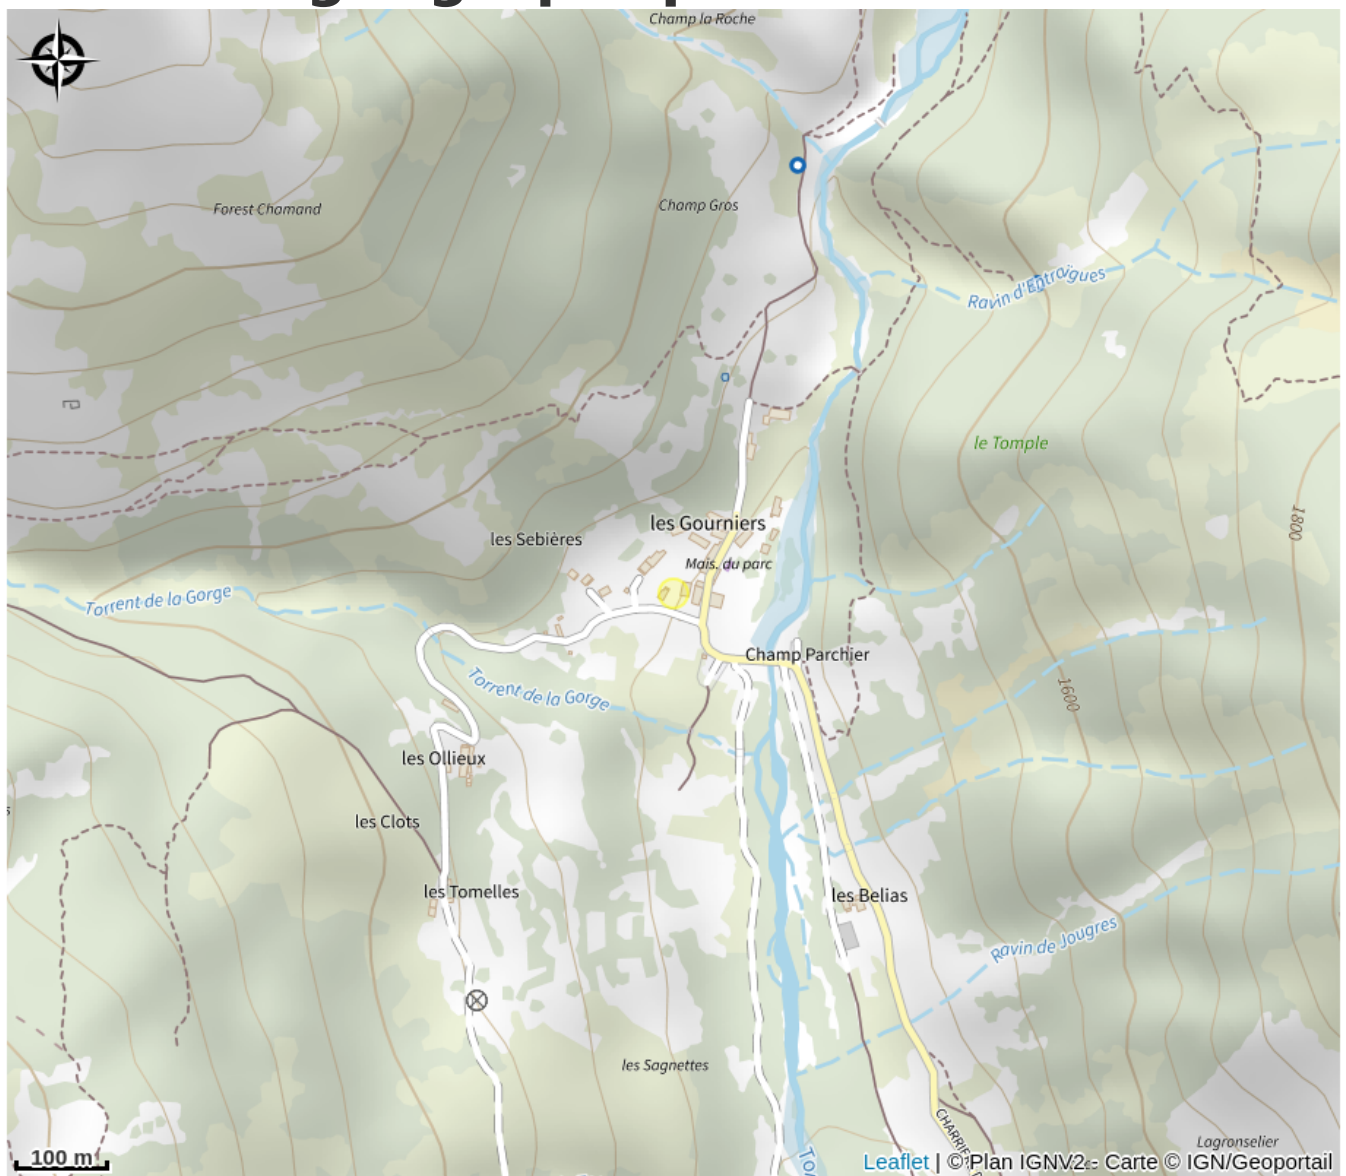 Champ la Roche
Forest Chamand
Champ Gros
Ravin d'Entraigues
le Tomple
1800
les Gourniers
les Sebières
Mais. du parc
Torrent de la Gorge
Champ Parchier
Torrent de la Gorge
1600
les Ollieux
les Clots
les Tomelles
les Belias
Ravin de Jougres
les Sagnettes
Lagronselier
100 m
Leaflet | © Plan IGNV2 - Carte © IGN/Geoportail